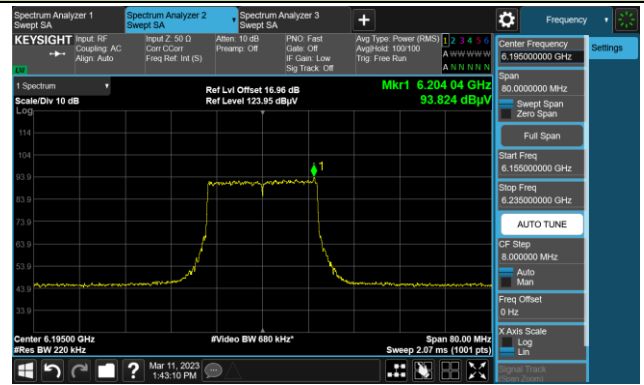 Spectrum Analyzer 1
Swept SA
Spectrum Analyzer 2
Swept SA
Spectrum Analyzer 3
Swept SA
Frequency
KEYSIGHT
Input: RF
Coupling: AC
Align: Auto
Input Z: 50 Ω
Corr CCorr
Freq Ref: Int (S)
Atten: 10 dB
Preamp: Off
PNO: Fast
Gate: Off
IF Gain: Low
Sig Track: Off
Avg Type: Power (RMS)
Avg|Hold: 100/100
Trig: Free Run
1 2 3 4 5 6
A W W W W W
A N N N N N
1 Spectrum
Scale/Div 10 dB
Log
Ref Lvl Offset 16.96 dB
Ref Level 123.95 dBµV
Mkr1 6.204 04 GHz
93.824 dBµV
114
104
93.9
83.9
73.9
63.9
53.9
43.9
33.9
1
Center 6.19500 GHz
#Res BW 220 kHz
#Video BW 680 kHz*
Span 80.00 MHz
Sweep 2.07 ms (1001 pts)
Center Frequency
6.195000000 GHz
Settings
Span
80.0000000 MHz
Swept Span
Zero Span
Full Span
Start Freq
6.155000000 GHz
Stop Freq
6.235000000 GHz
AUTO TUNE
CF Step
8.000000 MHz
Auto
Man
Freq Offset
0 Hz
X Axis Scale
Log
Lin
Signal Track
(Span Zoom)
Mar 11, 2023
1:43:10 PM